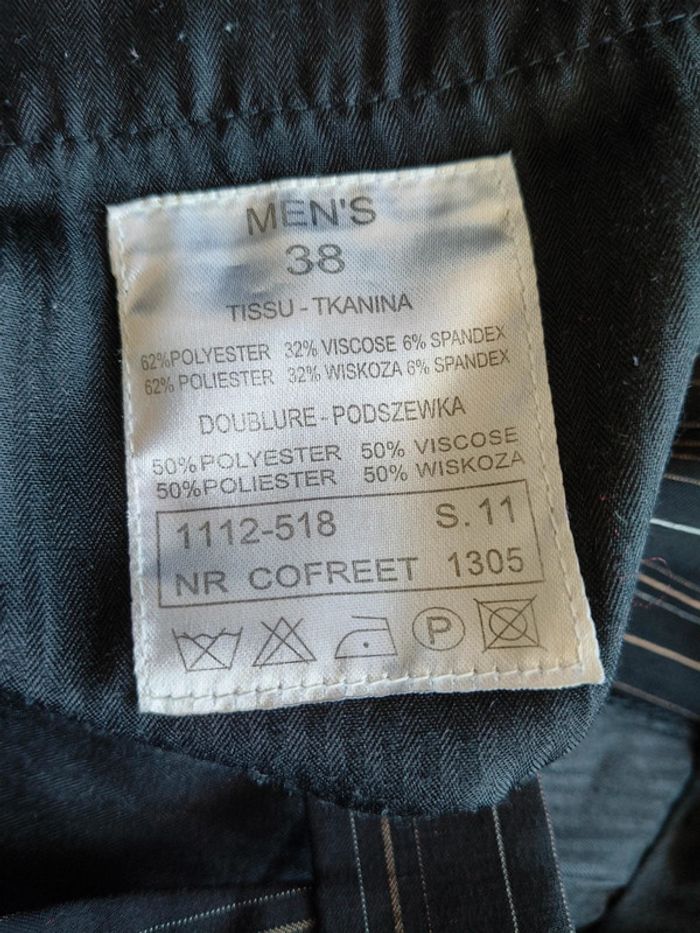 MEN'S
38
TISSU - TKANINA
62%POLYESTER 32% VISCOSE 6% SPANDEX
62% POLIESTER 32% WISKOZA 6% SPANDEX
DOUBLURE - PODSZEWKA
50%POLYESTER 50% VISCOSE
50%POLIESTER 50% WISKOZA
1112-518 S. 11
NR COFREET 1305
P